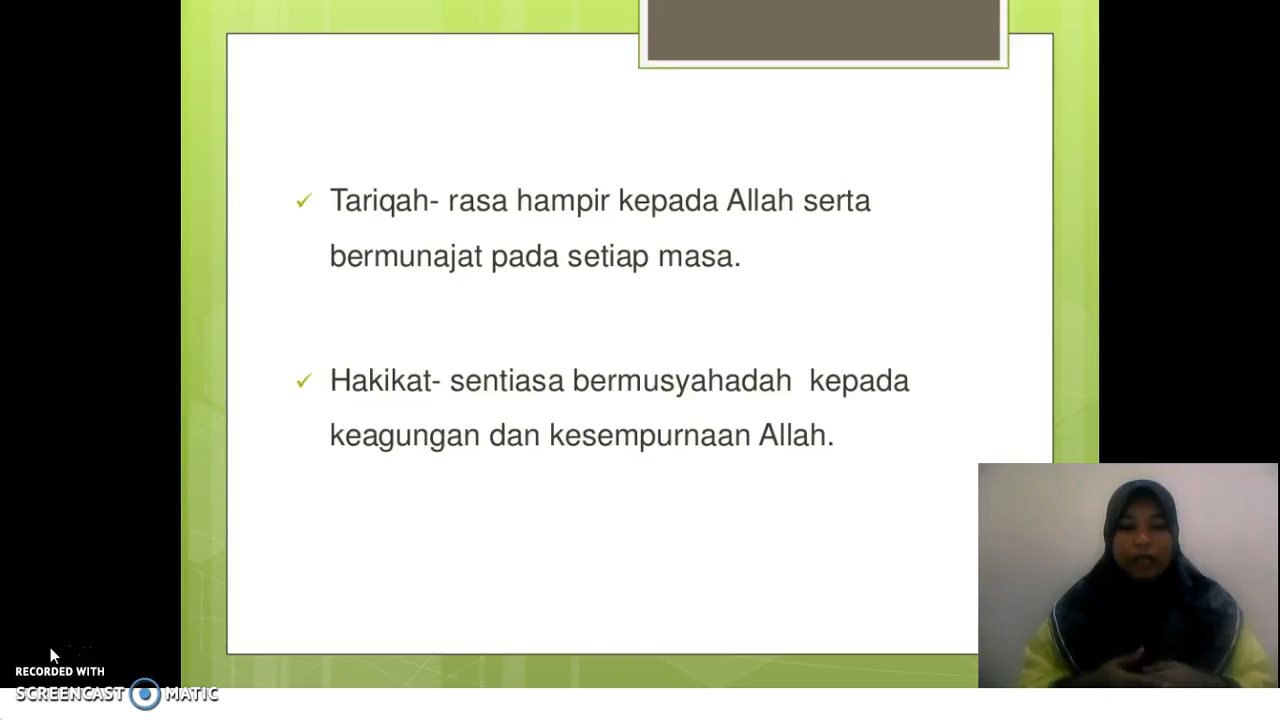 Tariqah- rasa hampir kepada Allah serta
bermunajat pada setiap masa.
Hakikat- sentiasa bermusyahadah kepada
keagungan dan kesempurnaan Allah.
RECORDED WITH
SCREENCAST MATIC